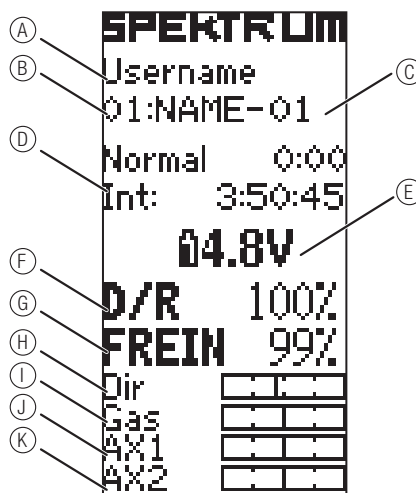 SPEKTRUM
A
Username
B
01:NAME-01
C
D
Normal 0:00
Int: 3:50:45
E
4.8V
F
D/R 100%
G
FREIN 99%
H
Dir
I
Gas
J
AX1
K
AX2